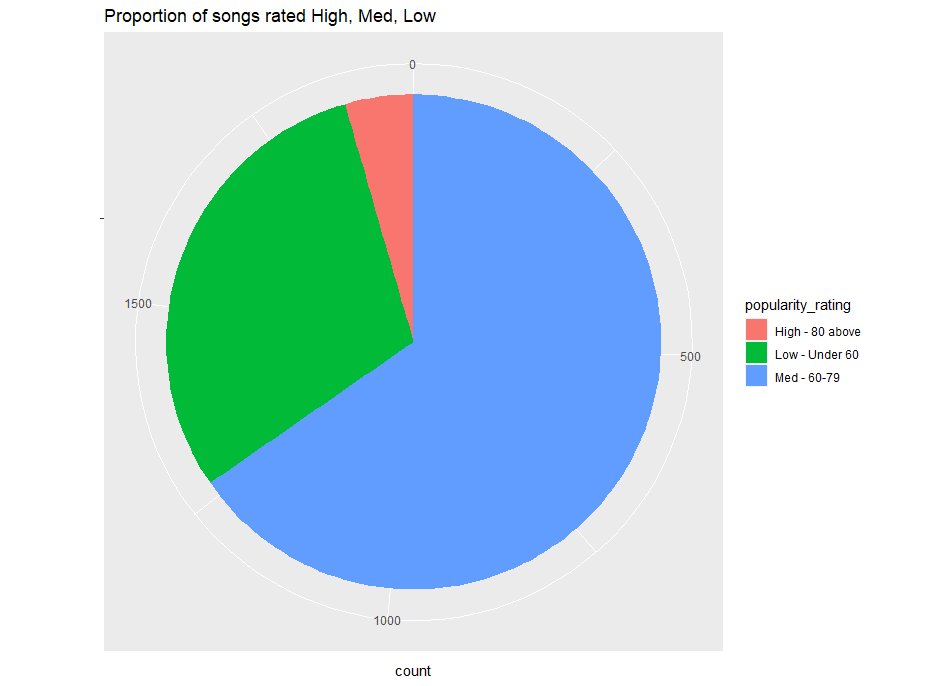 Proportion of songs rated High, Med, Low
0
1500
500
1000
count
popularity_rating
High - 80 above
Low - Under 60
Med - 60-79